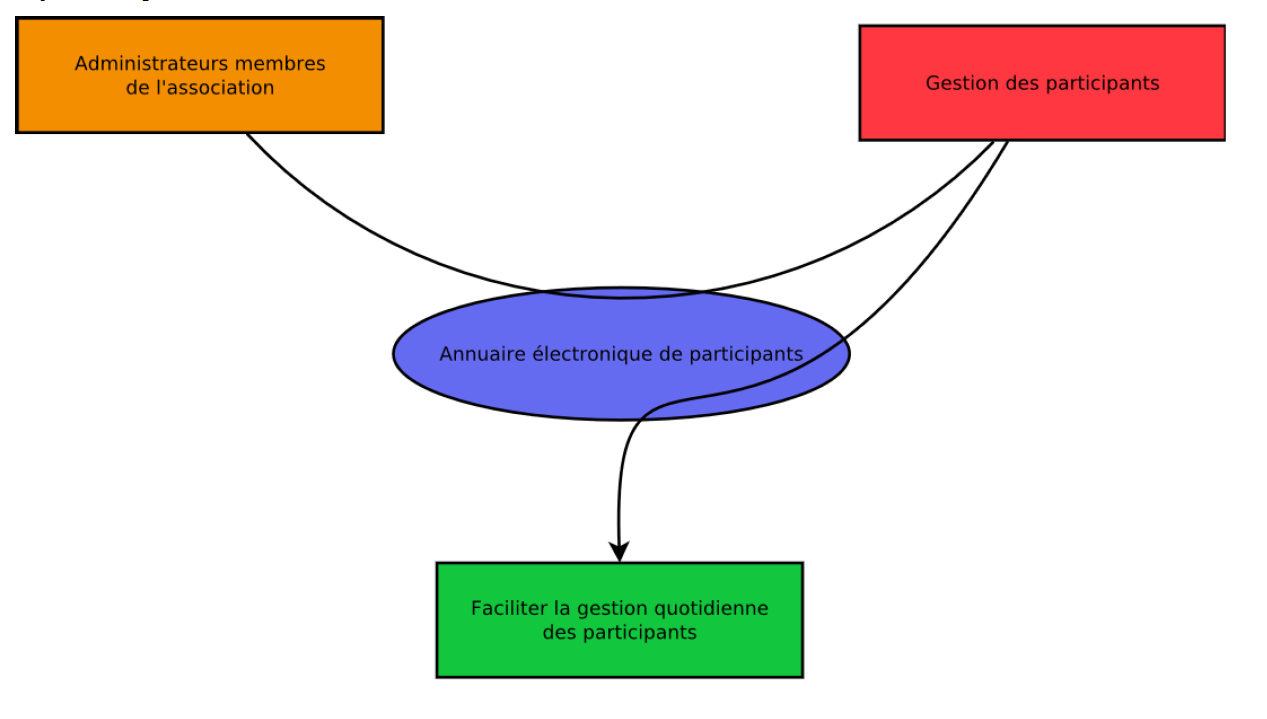 Administrateurs membres
de l'association
Gestion des participants
Annuaire électronique de participants
Faciliter la gestion quotidienne
des participants